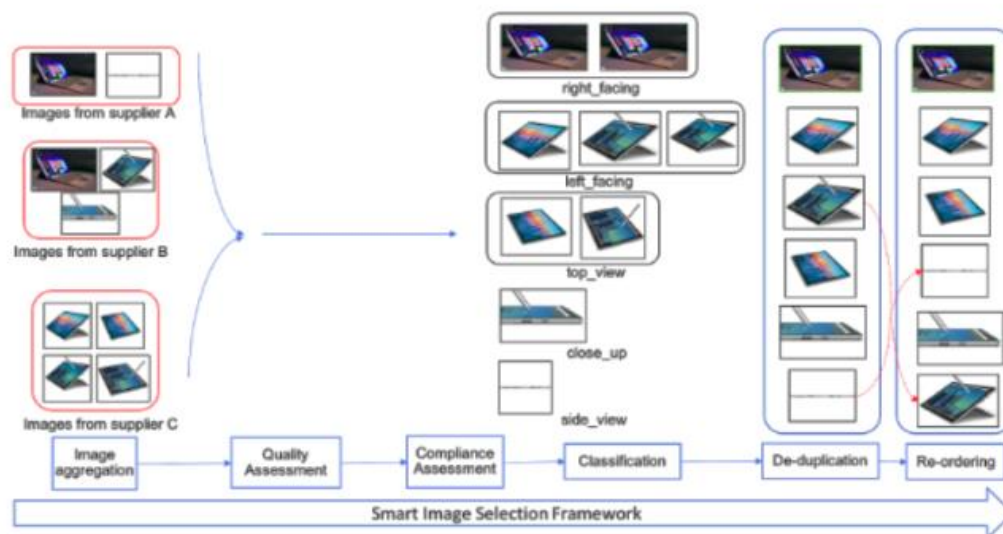 Images from supplier A
Images from supplier B
Images from supplier C
right_facing
left_facing
top_view
close_up
side_view
Image
aggregation
Quality
Assessment
Compliance
Assessment
Classification
De-duplication
Re-ordering
Smart Image Selection Framework